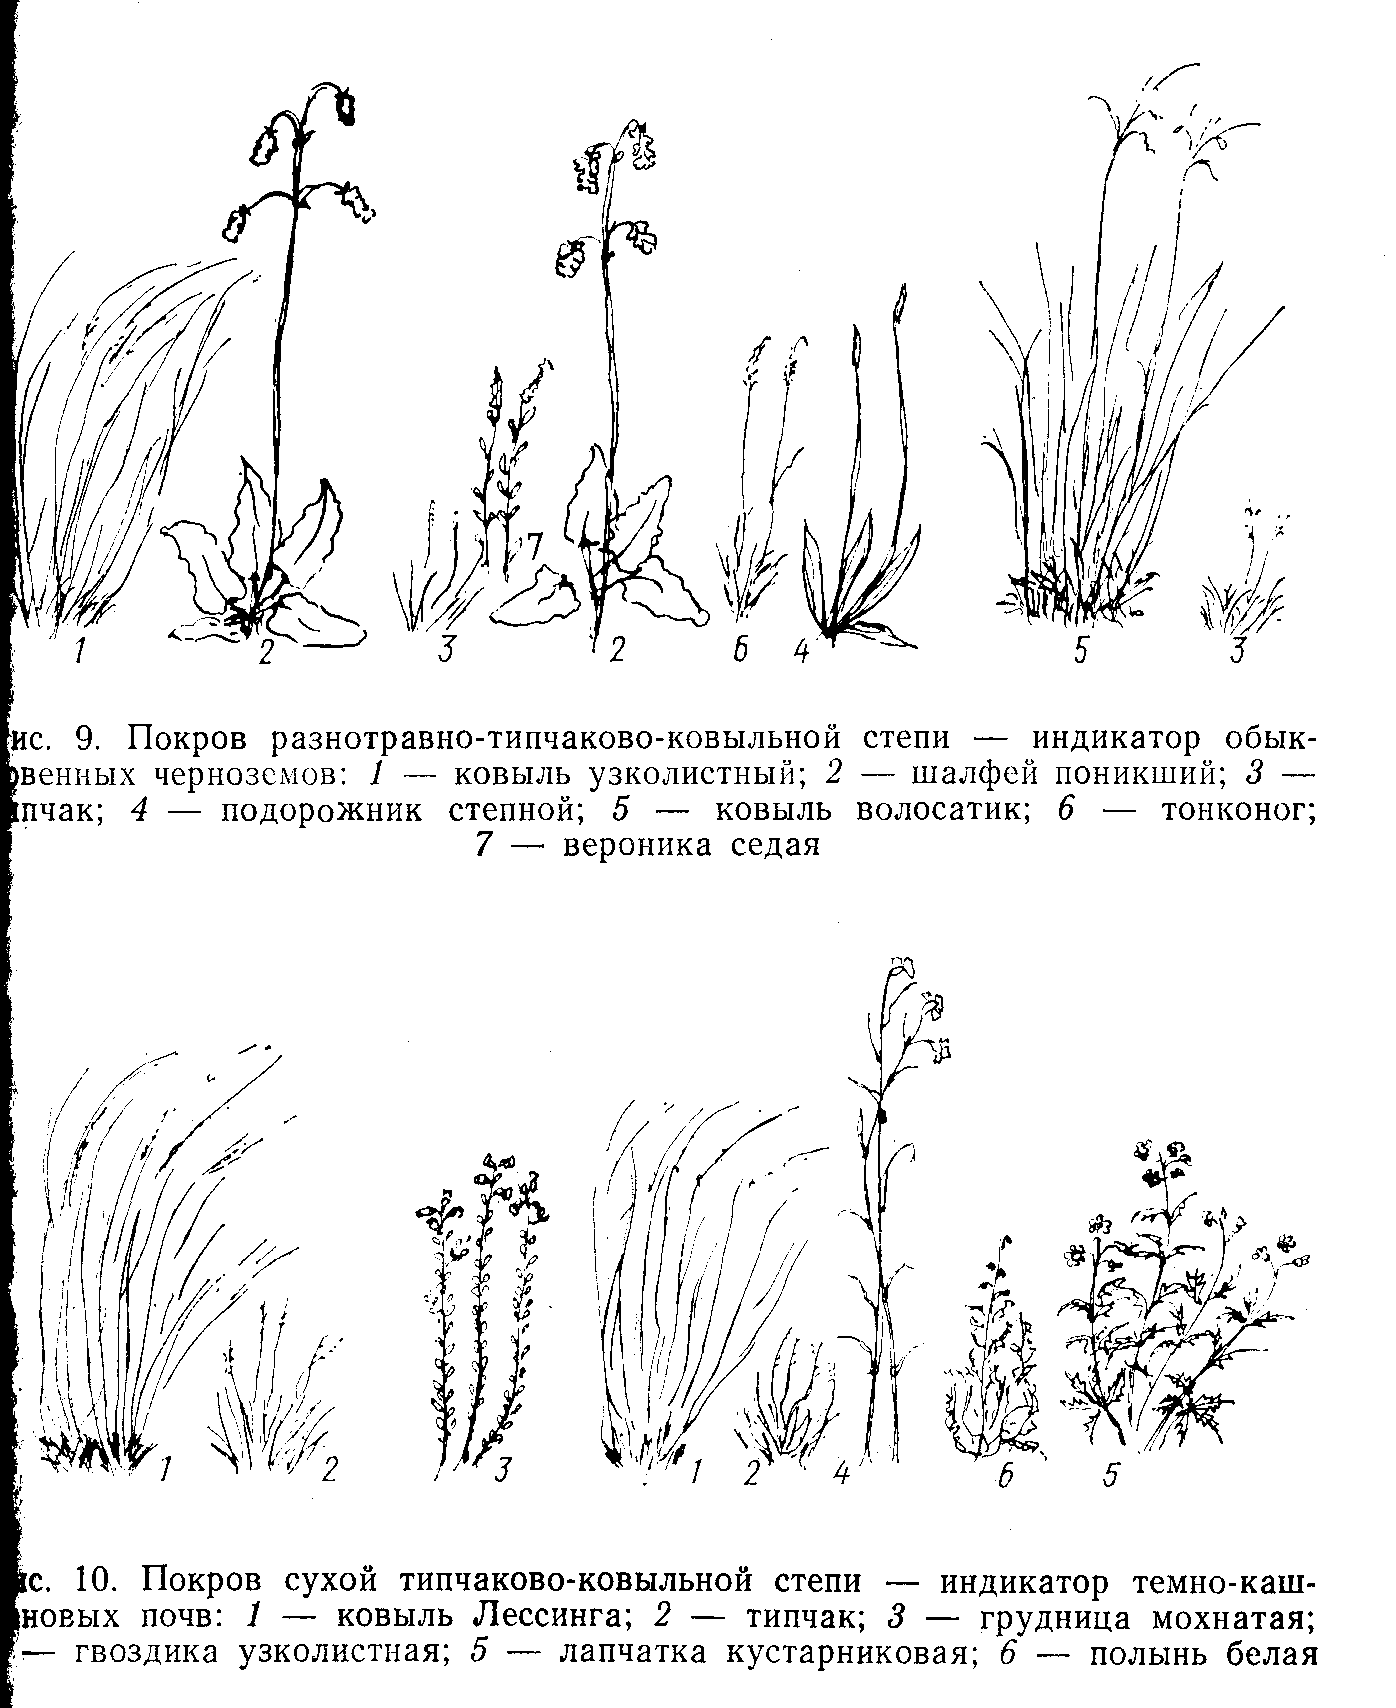 7
1 2 3 2 6 4 5 3
ис. 9. Покров разнотравно-типчаково-ковыльной степи — индикатор обык-
овенных черноземов: 1 — ковыль узколистный; 2 — шалфей поникший; 3 —
ипчак; 4 — подорожник степной; 5 — ковыль волосатик; 6 — тонконог;
7 — вероника седая
1 2 3 1 2 4 6 5
ис. 10. Покров сухой типчаково-ковыльной степи — индикатор темно-каш-
новых почв: 1 — ковыль Лессинга; 2 — типчак; 3 — грудница мохнатая;
— гвоздика узколистная; 5 — лапчатка кустарниковая; 6 — полынь белая